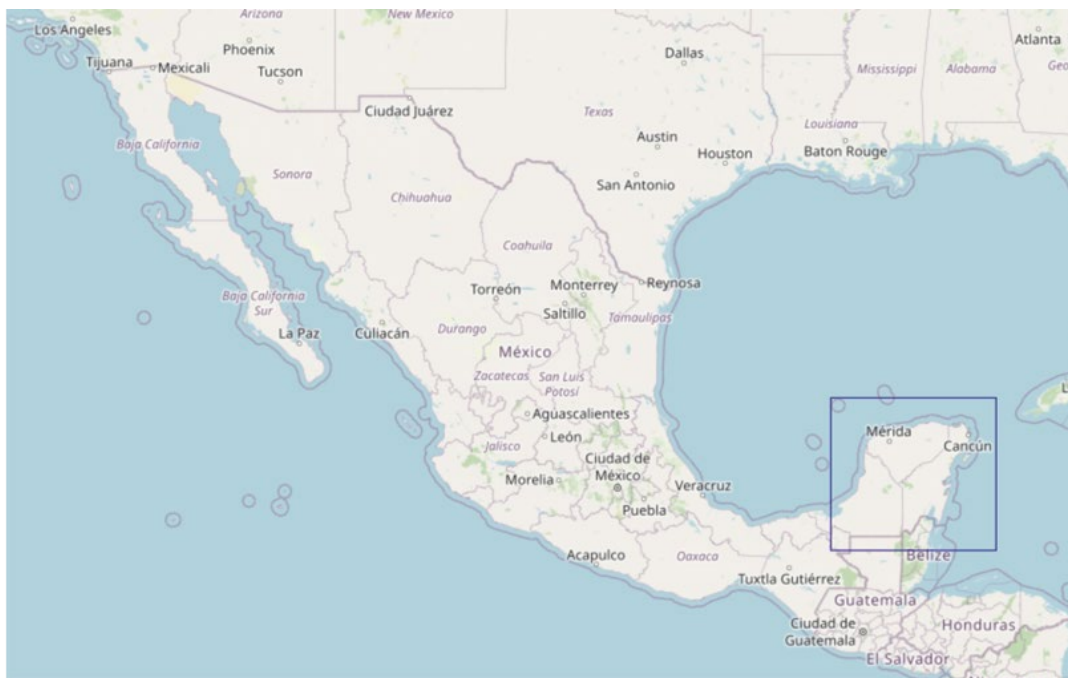 Arizona
New Mexico
Los Angeles
Phoenix
Dallas
Atlanta
Tijuana
Mexicali
Tucson
Mississippi
Alabama
Geo
Ciudad Juárez
Texas
Louisiana
Austin
Baja California
Houston
Baton Rouge
Sonora
San Antonio
Chihuahua
Coahuila
Torreón
Monterrey
Reynosa
Baja California
Sur
Saltillo
Tamaulipas
La Paz
Culiacán
Durango
México
Zacatecas
San Luis
Potosí
Aguascalientes
Mérida
Jalisco
León
Cancún
Ciudad de
México
Morelia
Veracruz
Puebla
Acapulco
Oaxaca
Belize
Tuxtla Gutiérrez
Guatemala
Ciudad de
Guatemala
Honduras
El Salvador